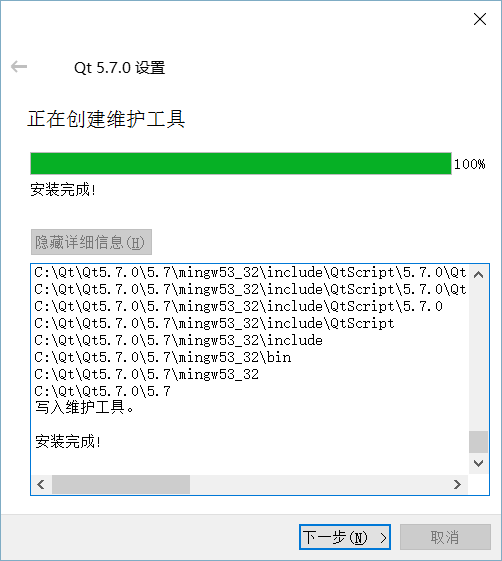 Qt 5.7.0 设置
正在创建维护工具
100%
安装完成!
隐藏详细信息(H)
C:\Qt\Qt5.7.0\5.7\mingw53_32\include\QtScript\5.7.0\Qt
C:\Qt\Qt5.7.0\5.7\mingw53_32\include\QtScript\5.7.0\Qt
C:\Qt\Qt5.7.0\5.7\mingw53_32\include\QtScript\5.7.0
C:\Qt\Qt5.7.0\5.7\mingw53_32\include\QtScript
C:\Qt\Qt5.7.0\5.7\mingw53_32\include
C:\Qt\Qt5.7.0\5.7\mingw53_32\bin
C:\Qt\Qt5.7.0\5.7\mingw53_32
C:\Qt\Qt5.7.0\5.7
写入维护工具。
安装完成!
下一步(N) >
取消